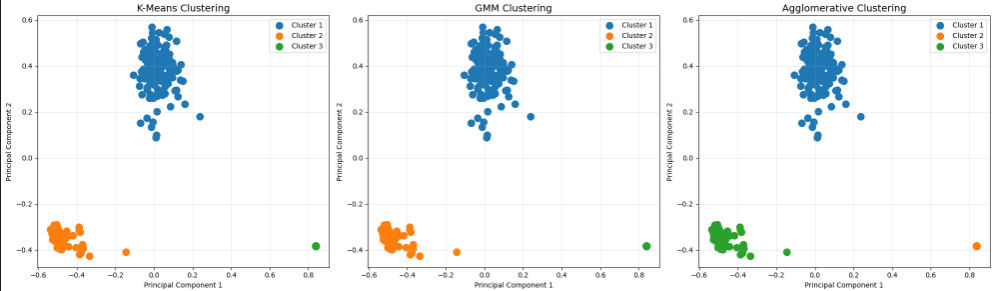 K-Means Clustering
Cluster 1
Cluster 2
Cluster 3
Principal Component 2
0.6
0.4
0.2
0.0
−0.2
−0.4
−0.6 −0.4 −0.2 0.0 0.2 0.4 0.6 0.8
Principal Component 1
GMM Clustering
Cluster 1
Cluster 2
Cluster 3
Principal Component 2
0.6
0.4
0.2
0.0
−0.2
−0.4
−0.6 −0.4 −0.2 0.0 0.2 0.4 0.6 0.8
Principal Component 1
Agglomerative Clustering
Cluster 1
Cluster 2
Cluster 3
Principal Component 2
0.6
0.4
0.2
0.0
−0.2
−0.4
−0.6 −0.4 −0.2 0.0 0.2 0.4 0.6 0.8
Principal Component 1